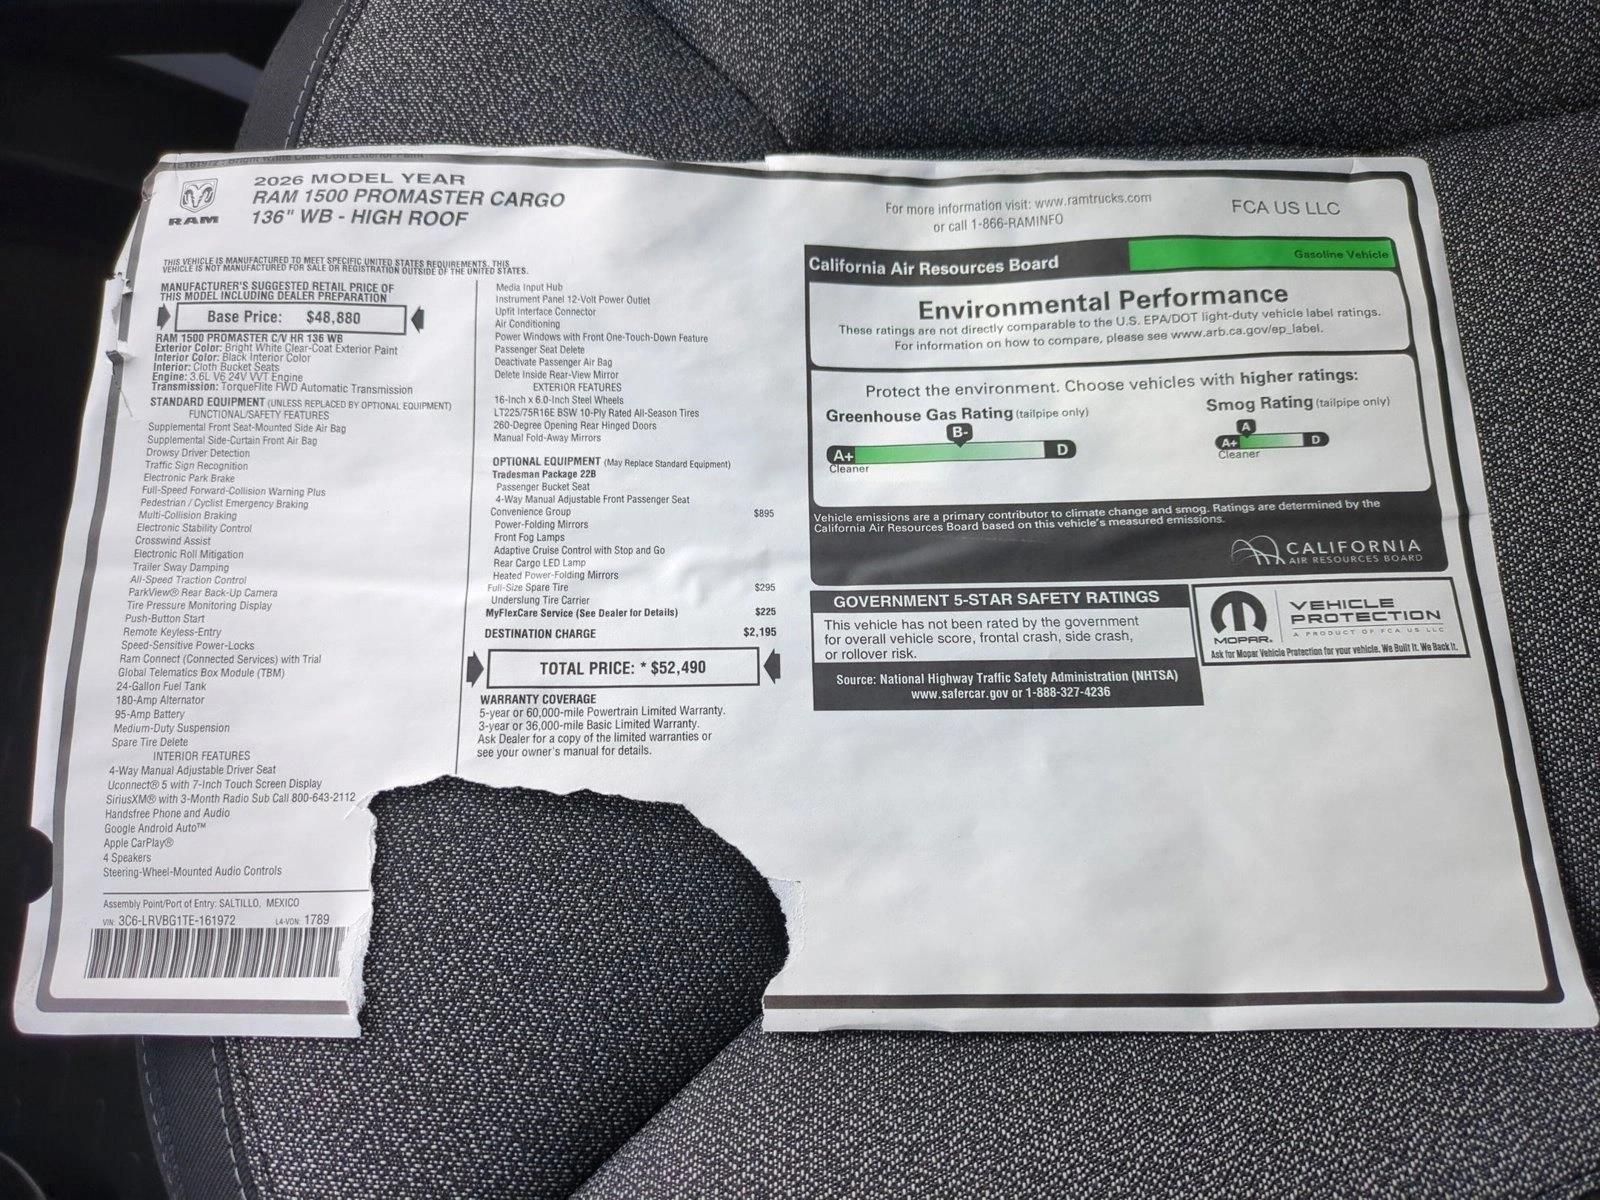 161972 - Bright White Clear-Coat Exterior Paint
RAM
2026 MODEL YEAR
RAM 1500 PROMASTER CARGO
136" WB - HIGH ROOF
THIS VEHICLE IS MANUFACTURED TO MEET SPECIFIC UNITED STATES REQUIREMENTS. THIS
VEHICLE IS NOT MANUFACTURED FOR SALE OR REGISTRATION OUTSIDE OF THE UNITED STATES.
MANUFACTURER'S SUGGESTED RETAIL PRICE OF
THIS MODEL INCLUDING DEALER PREPARATION
Base Price: $48,880
RAM 1500 PROMASTER C/V HR 136 WB
Exterior Color: Bright White Clear-Coat Exterior Paint
Interior Color: Black Interior Color
Interior: Cloth Bucket Seats
Engine: 3.6L V6 24V VVT Engine
Transmission: TorqueFlite FWD Automatic Transmission
STANDARD EQUIPMENT (UNLESS REPLACED BY OPTIONAL EQUIPMENT)
FUNCTIONAL/SAFETY FEATURES
Supplemental Front Seat-Mounted Side Air Bag
Supplemental Side-Curtain Front Air Bag
Drowsy Driver Detection
Traffic Sign Recognition
Electronic Park Brake
Full-Speed Forward-Collision Warning Plus
Pedestrian / Cyclist Emergency Braking
Multi-Collision Braking
Electronic Stability Control
Crosswind Assist
Electronic Roll Mitigation
Trailer Sway Damping
All-Speed Traction Control
ParkView® Rear Back-Up Camera
Tire Pressure Monitoring Display
Push-Button Start
Remote Keyless-Entry
Speed-Sensitive Power-Locks
Ram Connect (Connected Services) with Trial
Global Telematics Box Module (TBM)
24-Gallon Fuel Tank
180-Amp Alternator
95-Amp Battery
Medium-Duty Suspension
Spare Tire Delete
INTERIOR FEATURES
4-Way Manual Adjustable Driver Seat
Uconnect® 5 with 7-Inch Touch Screen Display
SiriusXM® with 3-Month Radio Sub Call 800-643-2112
Handsfree Phone and Audio
Google Android Auto™
Apple CarPlay®
4 Speakers
Steering-Wheel-Mounted Audio Controls
Assembly Point/Port of Entry: SALTILLO, MEXICO
VIN: 3C6-LRVBG1TE-161972 L4-VON: 1789
Media Input Hub
Instrument Panel 12-Volt Power Outlet
Upfit Interface Connector
Air Conditioning
Power Windows with Front One-Touch-Down Feature
Passenger Seat Delete
Deactivate Passenger Air Bag
Delete Inside Rear-View Mirror
EXTERIOR FEATURES
16-Inch x 6.0-Inch Steel Wheels
LT225/75R16E BSW 10-Ply Rated All-Season Tires
260-Degree Opening Rear Hinged Doors
Manual Fold-Away Mirrors
OPTIONAL EQUIPMENT (May Replace Standard Equipment)
Tradesman Package 22B
Passenger Bucket Seat
4-Way Manual Adjustable Front Passenger Seat
Convenience Group $895
Power-Folding Mirrors
Front Fog Lamps
Adaptive Cruise Control with Stop and Go
Rear Cargo LED Lamp
Heated Power-Folding Mirrors
Full-Size Spare Tire $295
Underslung Tire Carrier
MyFlexCare Service (See Dealer for Details) $225
DESTINATION CHARGE $2,195
TOTAL PRICE: * $52,490
WARRANTY COVERAGE
5-year or 60,000-mile Powertrain Limited Warranty.
3-year or 36,000-mile Basic Limited Warranty.
Ask Dealer for a copy of the limited warranties or
see your owner's manual for details.
For more information visit: www.ramtrucks.com
or call 1-866-RAMINFO
FCA US LLC
California Air Resources Board
Gasoline Vehicle
Environmental Performance
These ratings are not directly comparable to the U.S. EPA/DOT light-duty vehicle label ratings.
For information on how to compare, please see www.arb.ca.gov/ep_label.
Protect the environment. Choose vehicles with higher ratings:
Greenhouse Gas Rating (tailpipe only)
B-
A+ D
Cleaner
Smog Rating (tailpipe only)
A
A+ D
Cleaner
Vehicle emissions are a primary contributor to climate change and smog. Ratings are determined by the
California Air Resources Board based on this vehicle's measured emissions.
CALIFORNIA
AIR RESOURCES BOARD
GOVERNMENT 5-STAR SAFETY RATINGS
This vehicle has not been rated by the government
for overall vehicle score, frontal crash, side crash,
or rollover risk.
Source: National Highway Traffic Safety Administration (NHTSA)
www.safercar.gov or 1-888-327-4236
MOPAR.
VEHICLE
PROTECTION
A PRODUCT OF FCA US LLC
Ask for Mopar Vehicle Protection for your vehicle. We Built It. We Back It.